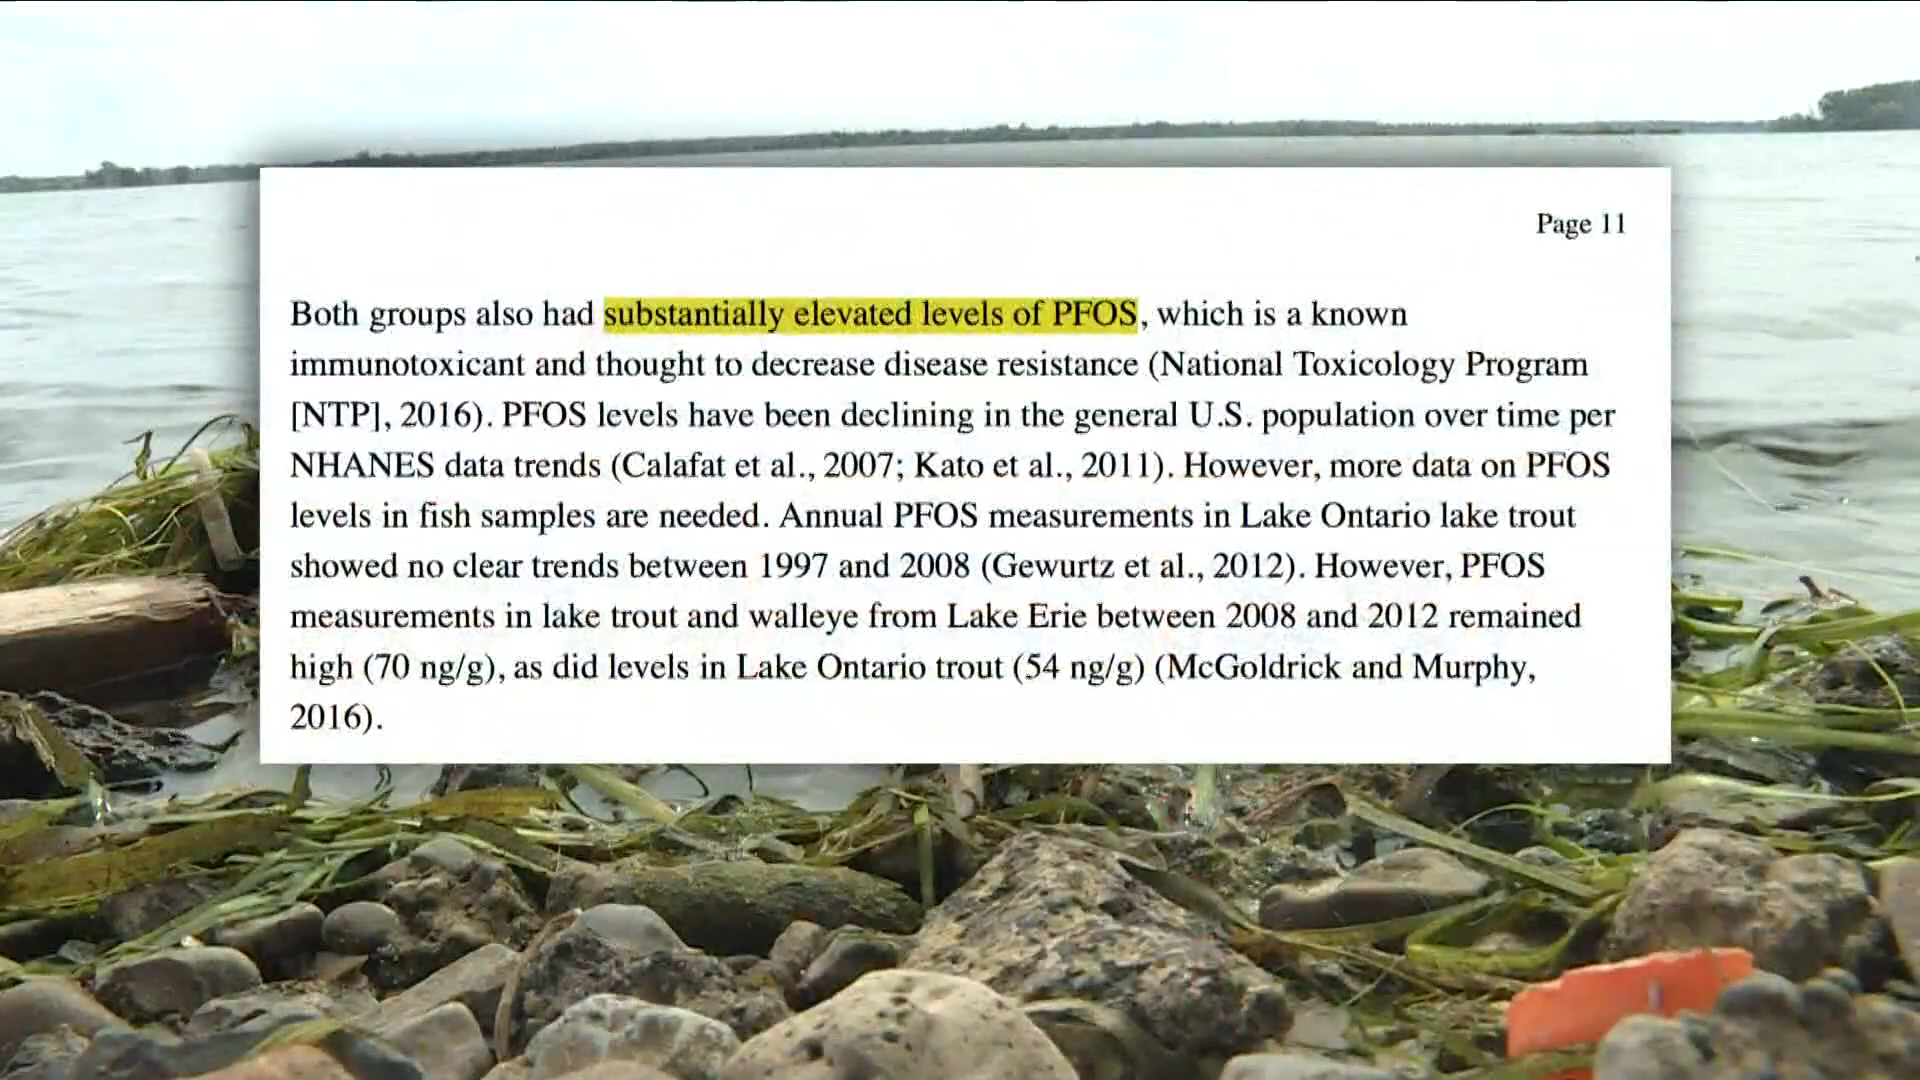 Page 11
Both groups also had substantially elevated levels of PFOS, which is a known
immunotoxicant and thought to decrease disease resistance (National Toxicology Program
[NTP], 2016). PFOS levels have been declining in the general U.S. population over time per
NHANES data trends (Calafat et al., 2007; Kato et al., 2011). However, more data on PFOS
levels in fish samples are needed. Annual PFOS measurements in Lake Ontario lake trout
showed no clear trends between 1997 and 2008 (Gewurtz et al., 2012). However, PFOS
measurements in lake trout and walleye from Lake Erie between 2008 and 2012 remained
high (70 ng/g), as did levels in Lake Ontario trout (54 ng/g) (McGoldrick and Murphy,
2016).